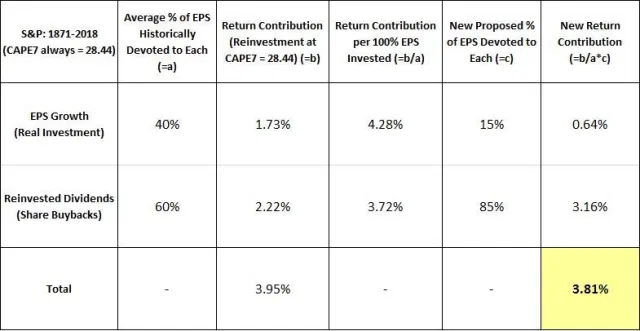 S&P: 1871-2018
(CAPE7 always = 28.44)
Average % of EPS
Historically
Devoted to Each
(=a)
Return Contribution
(Reinvestment at
CAPE7 = 28.44) (=b)
Return Contribution
per 100% EPS
Invested (=b/a)
New Proposed %
of EPS Devoted to
Each (=c)
New Return
Contribution
(=b/a*c)
EPS Growth
(Real Investment)
40%
1.73%
4.28%
15%
0.64%
Reinvested Dividends
(Share Buybacks)
60%
2.22%
3.72%
85%
3.16%
Total
-
3.95%
-
-
3.81%